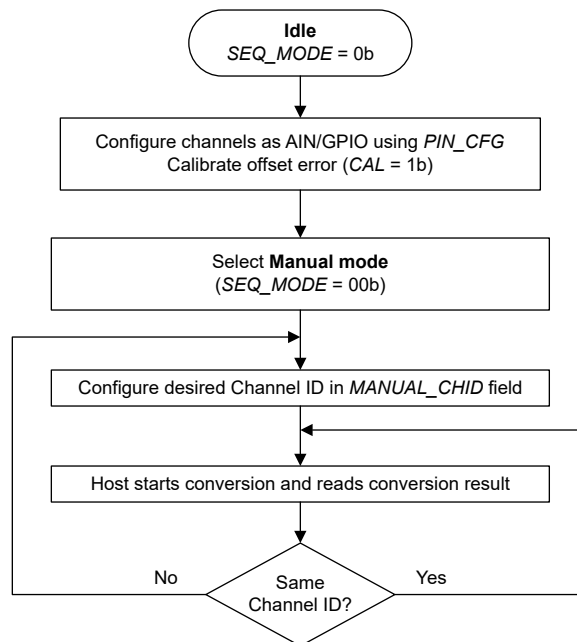 Idle
SEQ_MODE = 0b
Configure channels as AIN/GPIO using PIN_CFG
Calibrate offset error (CAL = 1b)
Select Manual mode
(SEQ_MODE = 00b)
Configure desired Channel ID in MANUAL_CHID field
Host starts conversion and reads conversion result
No
Same
Channel ID?
Yes